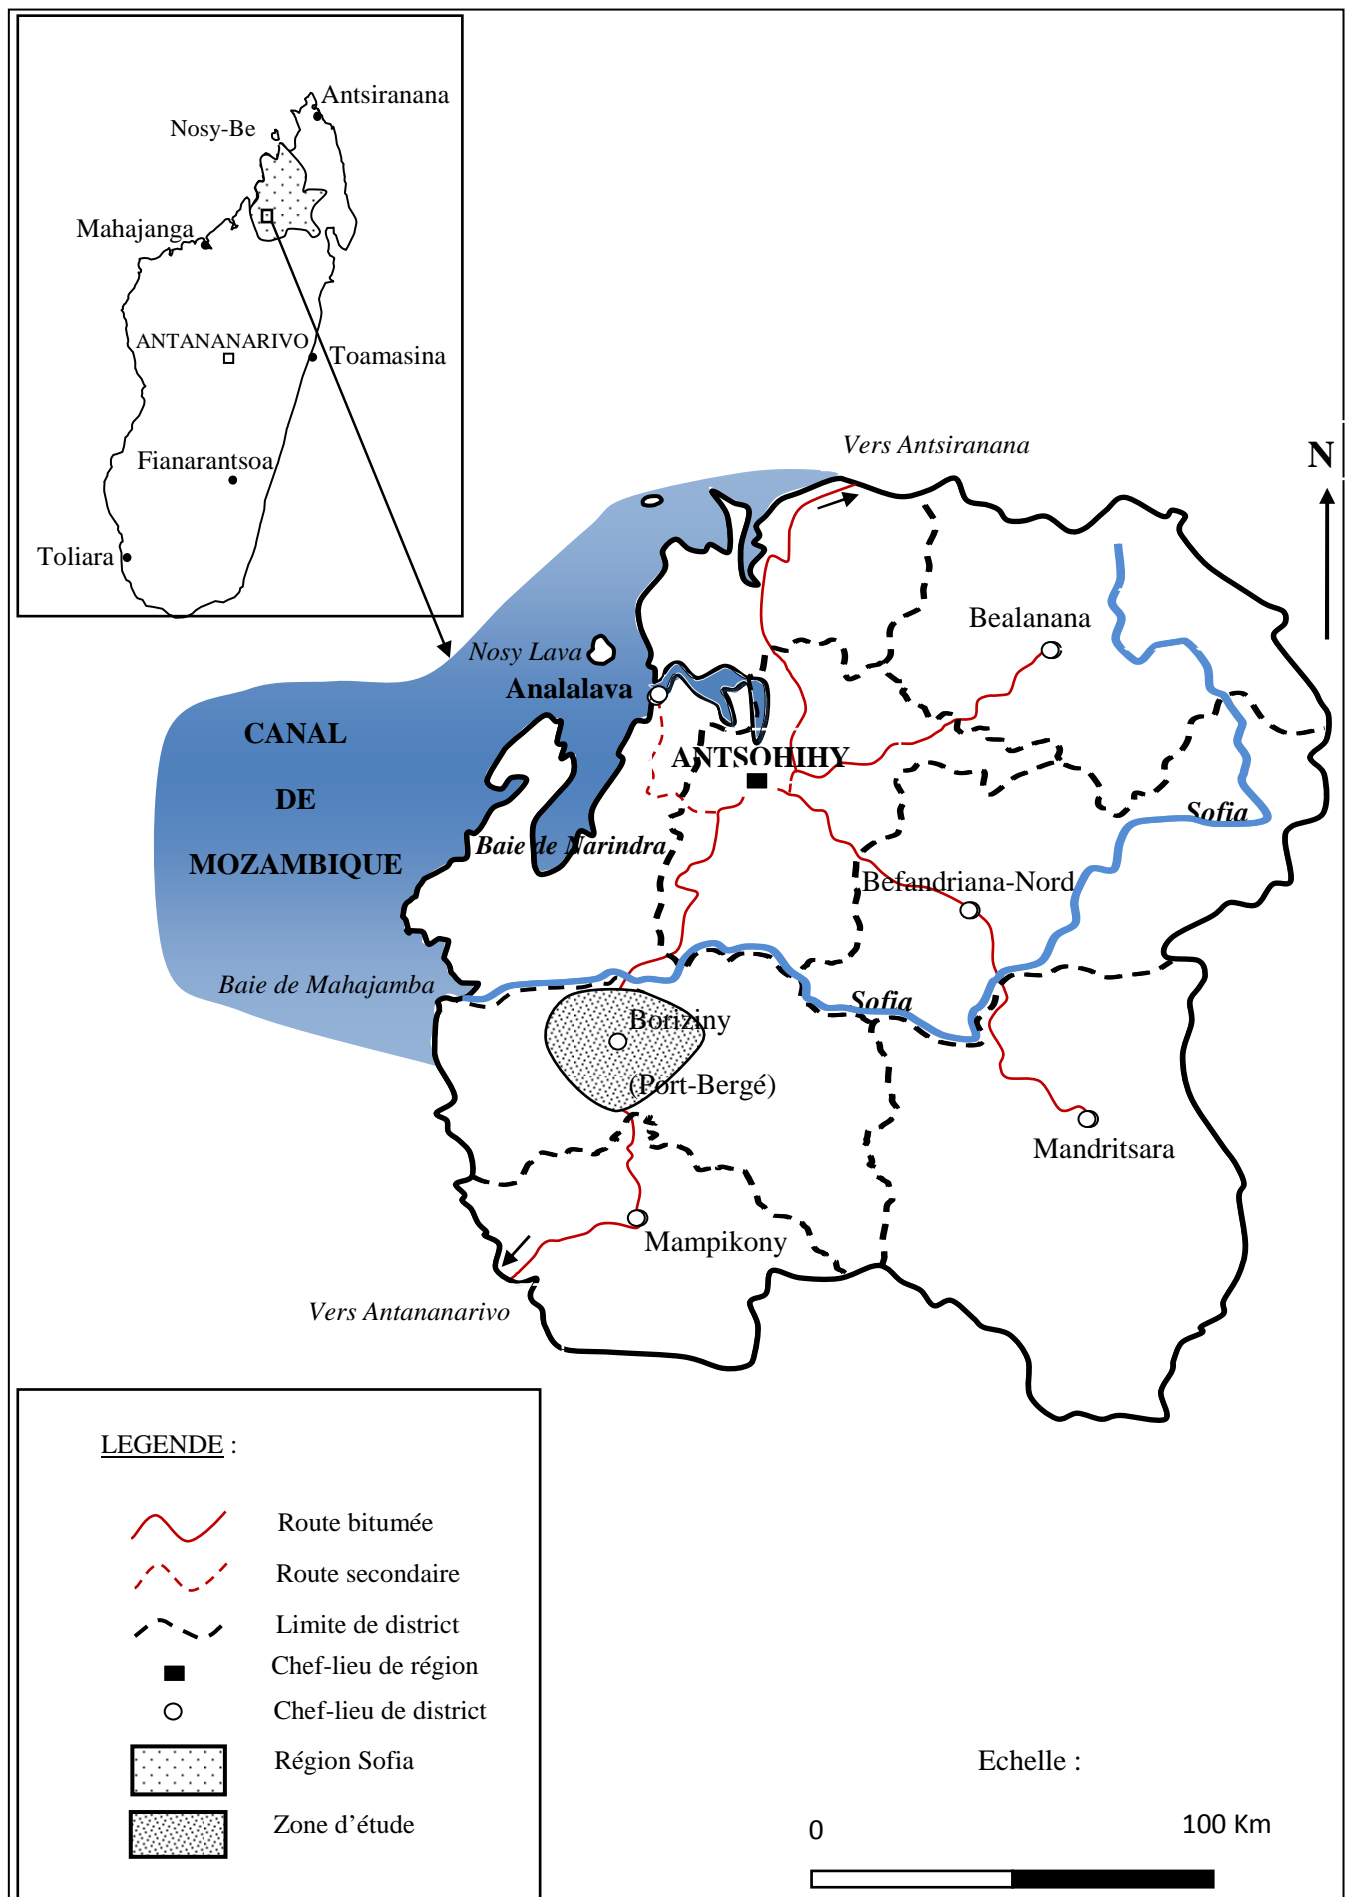 Antsiranana
Nosy-Be
Mahajanga
ANTANANARIVO
Toamasina
Fianarantsoa
Toliara
Vers Antsiranana
N
Bealanana
Nosy Lava
Analalava
CANAL
DE
MOZAMBIQUE
ANTSOHIHY
Sofia
Baie de Narindra
Befandriana-Nord
Baie de Mahajamba
Sofia
Boriziny
(Port-Bergé)
Mandritsara
Mampikony
Vers Antananarivo
LEGENDE :
Route bitumée
Route secondaire
Limite de district
Chef-lieu de région
Chef-lieu de district
Région Sofia
Zone d’étude
Echelle :
0
100 Km